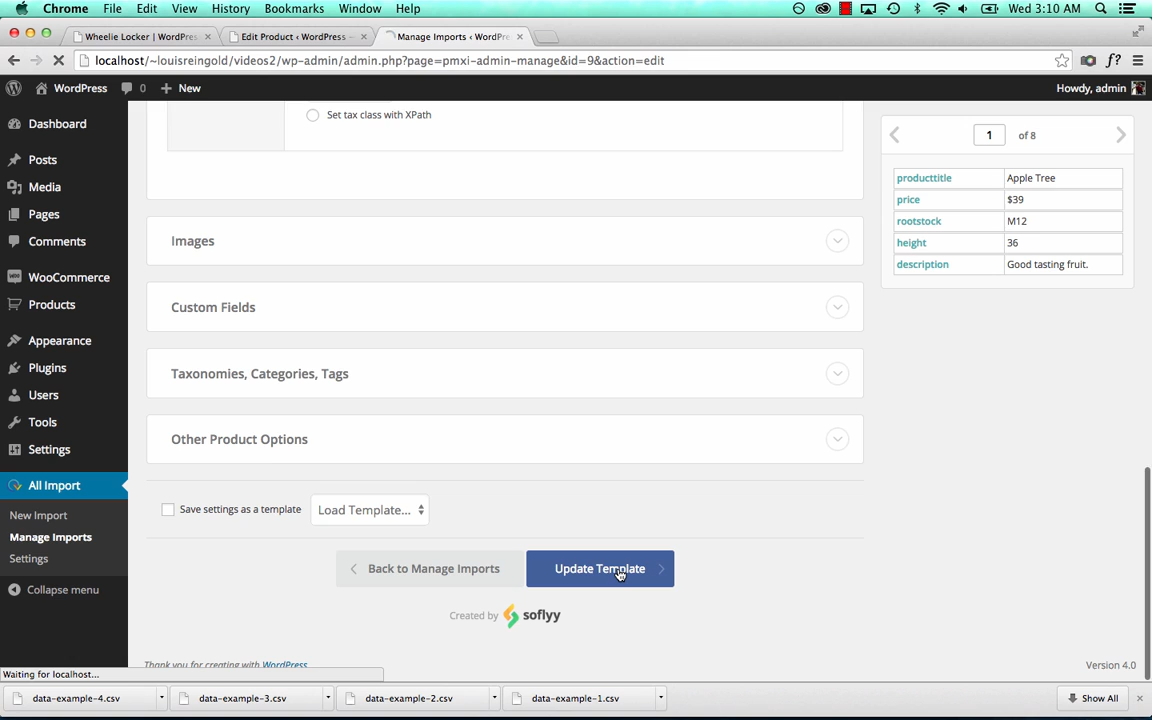 Chrome File Edit View History Bookmarks Window Help Wed 3:10 AM
Wheelie Locker | WordPres × Edit Product ‹ WordPress — × Manage Imports ‹ WordPre ×
localhost/~louisreingold/videos2/wp-admin/admin.php?page=pmxi-admin-manage&id=9&action=edit f?
WordPress 0 + New Howdy, admin
Dashboard
Posts
Media
Pages
Comments
WooCommerce
Products
Appearance
Plugins
Users
Tools
Settings
All Import
New Import
Manage Imports
Settings
Collapse menu
Set tax class with XPath
Images
Custom Fields
Taxonomies, Categories, Tags
Other Product Options
Save settings as a template Load Template...
Back to Manage Imports Update Template
Created by soflyy
Thank you for creating with WordPress Version 4.0
1 of 8
producttitle Apple Tree
price $39
rootstock M12
height 36
description Good tasting fruit.
Waiting for localhost...
data-example-4.csv data-example-3.csv data-example-2.csv data-example-1.csv Show All ×